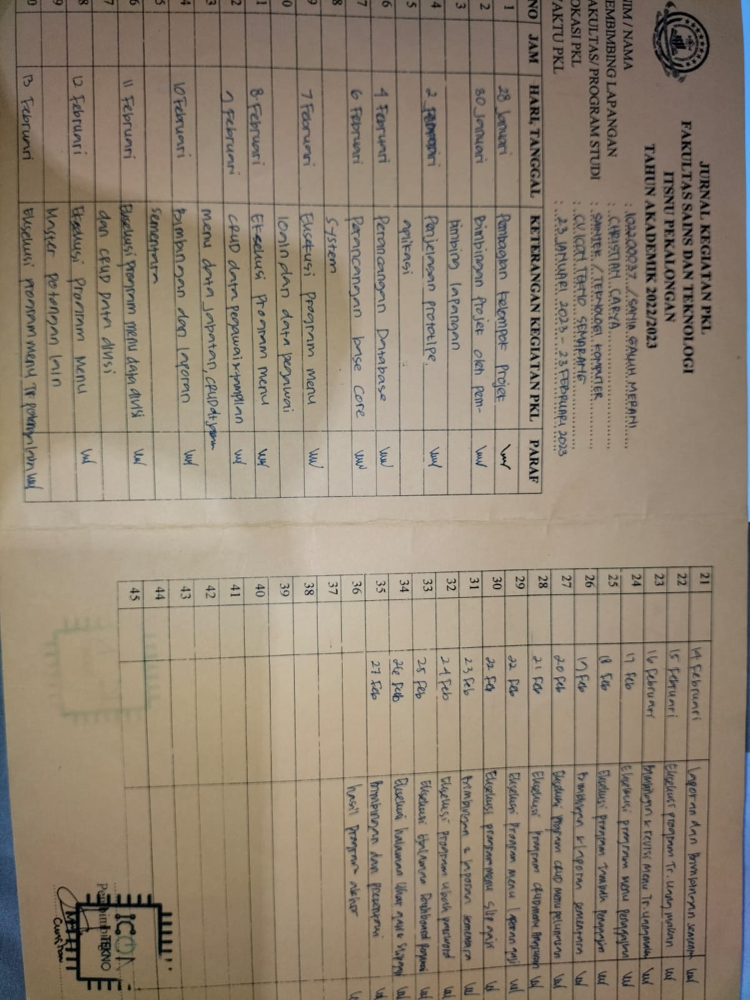 JURNAL KEGIATAN PKL
FAKULTAS SAINS DAN TEKNOLOGI
ITSNU PEKALONGAN
TAHUN AKADEMIK 2022/2023
NIM / NAMA : 102200037 / SANIA GALUH MEPANI
EMBIMBING LAPANGAN : CHRISTIAN CARYA
AKULTAS/ PROGRAM STUDI : SAINTEK / TEKNOLOGI KOMPUTER
OKASI PKL : CV. ICON TEKNO SEMARANG
AKTU PKL : 23 JANUARI 2023 - 23 FEBRUARI 2023
NO JAM HARI, TANGGAL KETERANGAN KEGIATAN PKL PARAF
1 28 Januari Pembagian kelompok Projek
2 30 Januari Bimbingan projek oleh pem-
3 bimbing lapangan
4 2 Penjelasan prototipe
5 aplikasi
6 4 Februari Perancangan Database
7 6 Februari Perancangan base Core
8 System
9 7 Februari Eksekusi program menu
0 login dan data pegawai
1 8 Februari Eksekusi program menu
2 9 Februari CRUD data pegawai + tampilan
3 menu data jabatan, CRUD
4 10 Februari Bimbingan dan laporan
5 sementara
6 11 Februari Eksekusi program menu data divisi
7 dan CRUD Data divisi
8 12 Februari Eksekusi Program Menu
9 Master potongan lain
0 13 Februari Eksekusi program menu Tr potongan lain
21 14 Februari Laporan dan Bimbingan sementa
22 15 Februari Eksekusi program Tr. Uang makan
23 16 Februari Bimbingan & revisi menu Tr. uang makan
24 17 Feb Eksekusi program menu Penggajian
25 18 Feb Eksekusi program tambah Penggajian
26 19 Feb Bimbingan & laporan sementara
27 20 Feb Eksekusi Program CRUD menu pelunasan
28 21 Feb Eksekusi Program CRUD menu Angsuran
29 22 Feb Eksekusi Program menu laporan gaji
30 22 Feb Eksekusi program menu slip gaji
31 23 Feb Bimbingan & laporan sementara
32 24 Feb Eksekusi program ubah password
33 25 Feb Eksekusi Halaman Dashboard Pegawai
34 26 Feb Eksekusi halaman lihat gaji & slip gaji
35 27 Feb Bimbingan dan presentasi
36 hasil program akhir
37
38
39
40
41
42
43
44
45
ICON
TEKNO
Pembimbi